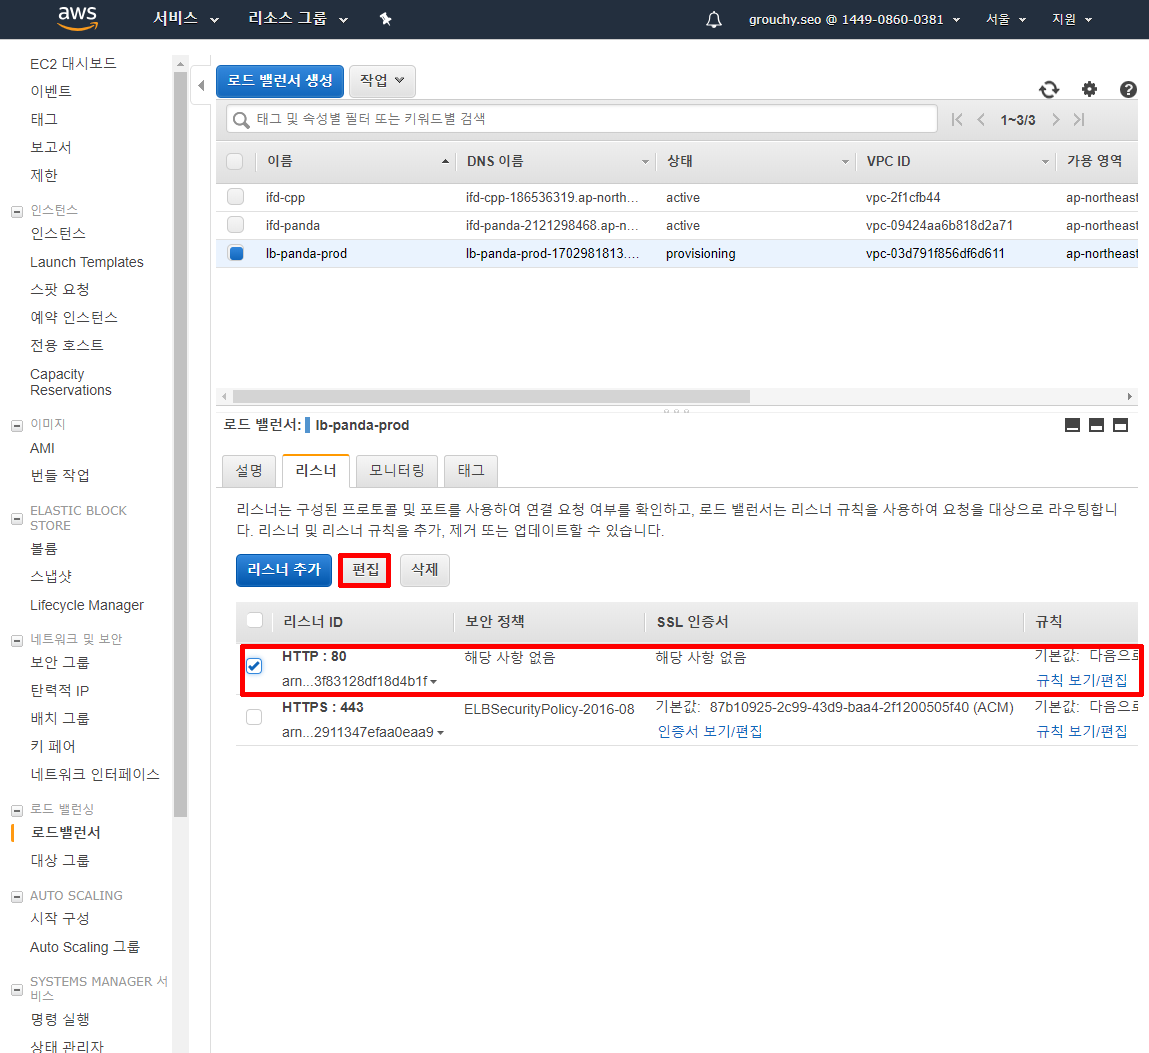 aws 서비스 리소스 그룹 grouchy.seo @ 1449-0860-0381 서울 지원
EC2 대시보드
이벤트
태그
보고서
제한
인스턴스
인스턴스
Launch Templates
스팟 요청
예약 인스턴스
전용 호스트
Capacity
Reservations
이미지
AMI
번들 작업
ELASTIC BLOCK
STORE
볼륨
스냅샷
Lifecycle Manager
네트워크 및 보안
보안 그룹
탄력적 IP
배치 그룹
키 페어
네트워크 인터페이스
로드 밸런싱
로드밸런서
대상 그룹
AUTO SCALING
시작 구성
Auto Scaling 그룹
SYSTEMS MANAGER 서
비스
명령 실행
상태 관리자
로드 밸런서 생성 작업
태그 및 속성별 필터 또는 키워드별 검색 1~3/3
이름 DNS 이름 상태 VPC ID 가용 영역
ifd-cpp ifd-cpp-186536319.ap-north... active vpc-2f1cfb44 ap-northeast
ifd-panda ifd-panda-2121298468.ap-n... active vpc-09424aa6b818d2a71 ap-northeast
lb-panda-prod lb-panda-prod-1702981813.... provisioning vpc-03d791f856df6d611 ap-northeast
로드 밸런서: lb-panda-prod
설명 리스너 모니터링 태그
리스너는 구성된 프로토콜 및 포트를 사용하여 연결 요청 여부를 확인하고, 로드 밸런서는 리스너 규칙을 사용하여 요청을 대상으로 라우팅합니
다. 리스너 및 리스너 규칙을 추가, 제거 또는 업데이트할 수 있습니다.
리스너 추가 편집 삭제
리스너 ID 보안 정책 SSL 인증서 규칙
HTTP : 80 해당 사항 없음 해당 사항 없음 기본값: 다음으로
arn...3f83128df18d4b1f 규칙 보기/편집
HTTPS : 443 ELBSecurityPolicy-2016-08 기본값: 87b10925-2c99-43d9-baa4-2f1200505f40 (ACM) 기본값: 다음으로
arn...2911347efaa0eaa9 인증서 보기/편집 규칙 보기/편집